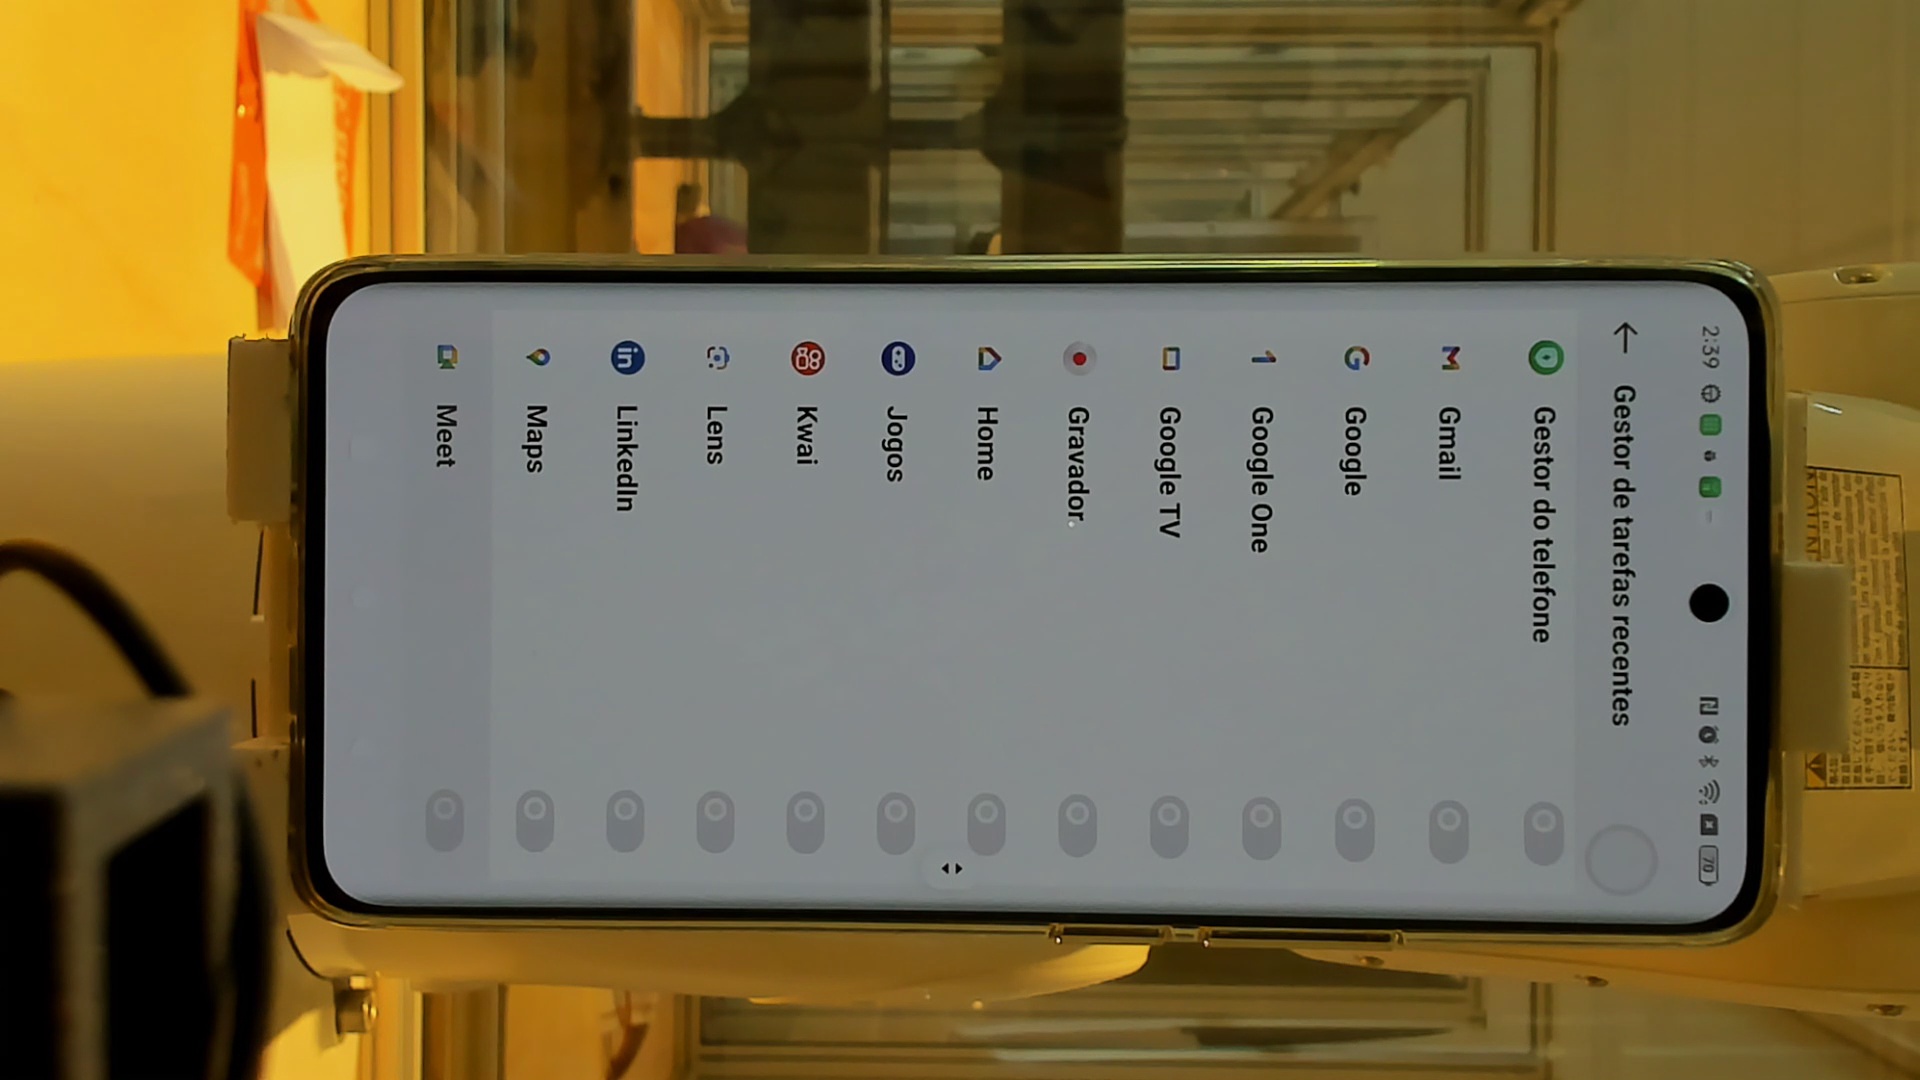 2:39
70
Gestor de tarefas recentes
Gestor do telefone
Gmail
Google
Google One
Google TV
Gravador.
Home
Jogos
Kwai
Lens
LinkedIn
Maps
Meet